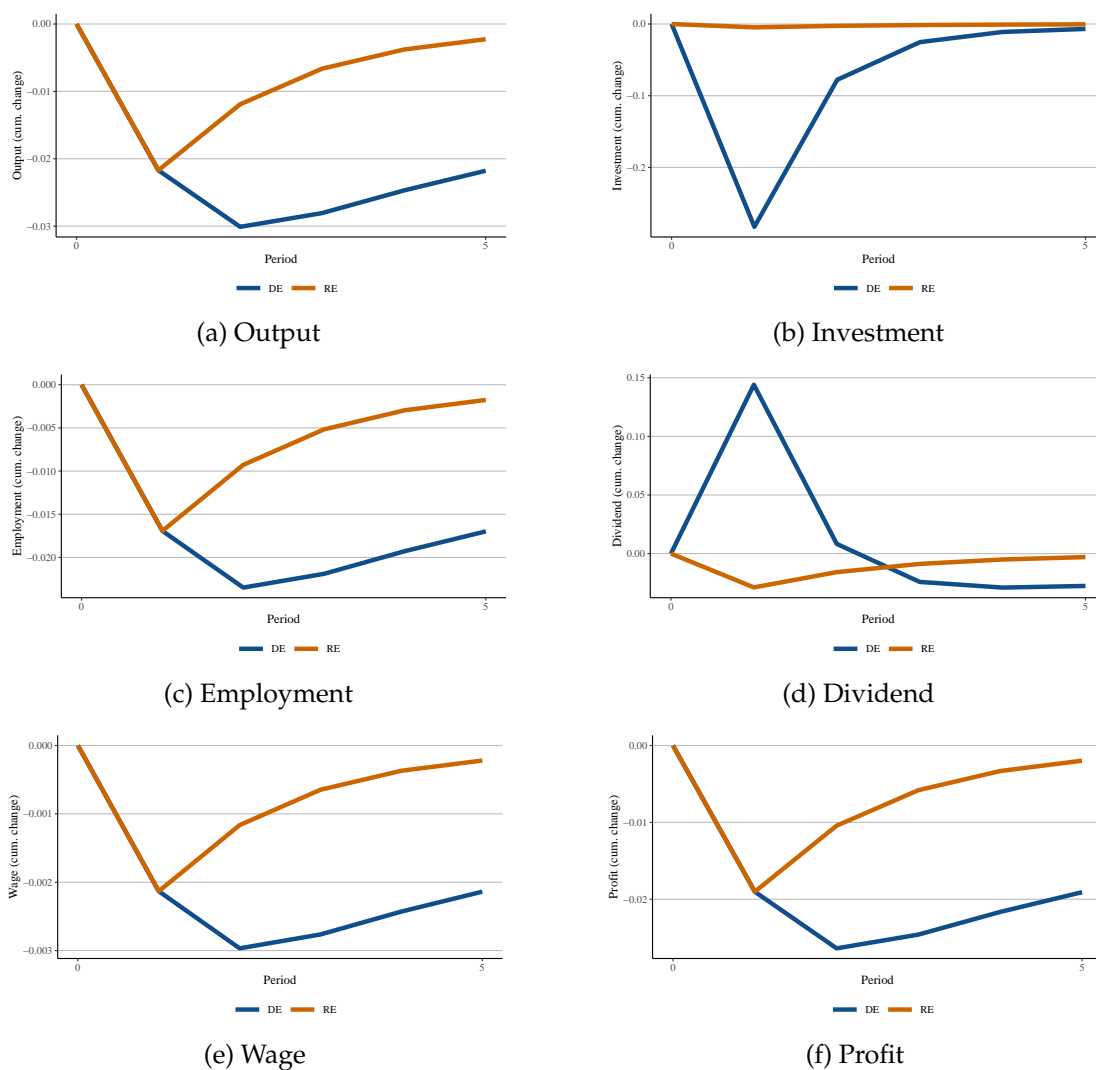 Output (cum. change)
0.00
−0.01
−0.02
−0.03
0 5
Period
DE RE
(a) Output
Investment (cum. change)
0.0
−0.1
−0.2
0 5
Period
DE RE
(b) Investment
Employment (cum. change)
0.000
−0.005
−0.010
−0.015
−0.020
0 5
Period
DE RE
(c) Employment
Dividend (cum. change)
0.15
0.10
0.05
0.00
0 5
Period
DE RE
(d) Dividend
Wage (cum. change)
0.000
−0.001
−0.002
−0.003
0 5
Period
DE RE
(e) Wage
Profit (cum. change)
0.00
−0.01
−0.02
0 5
Period
DE RE
(f) Profit